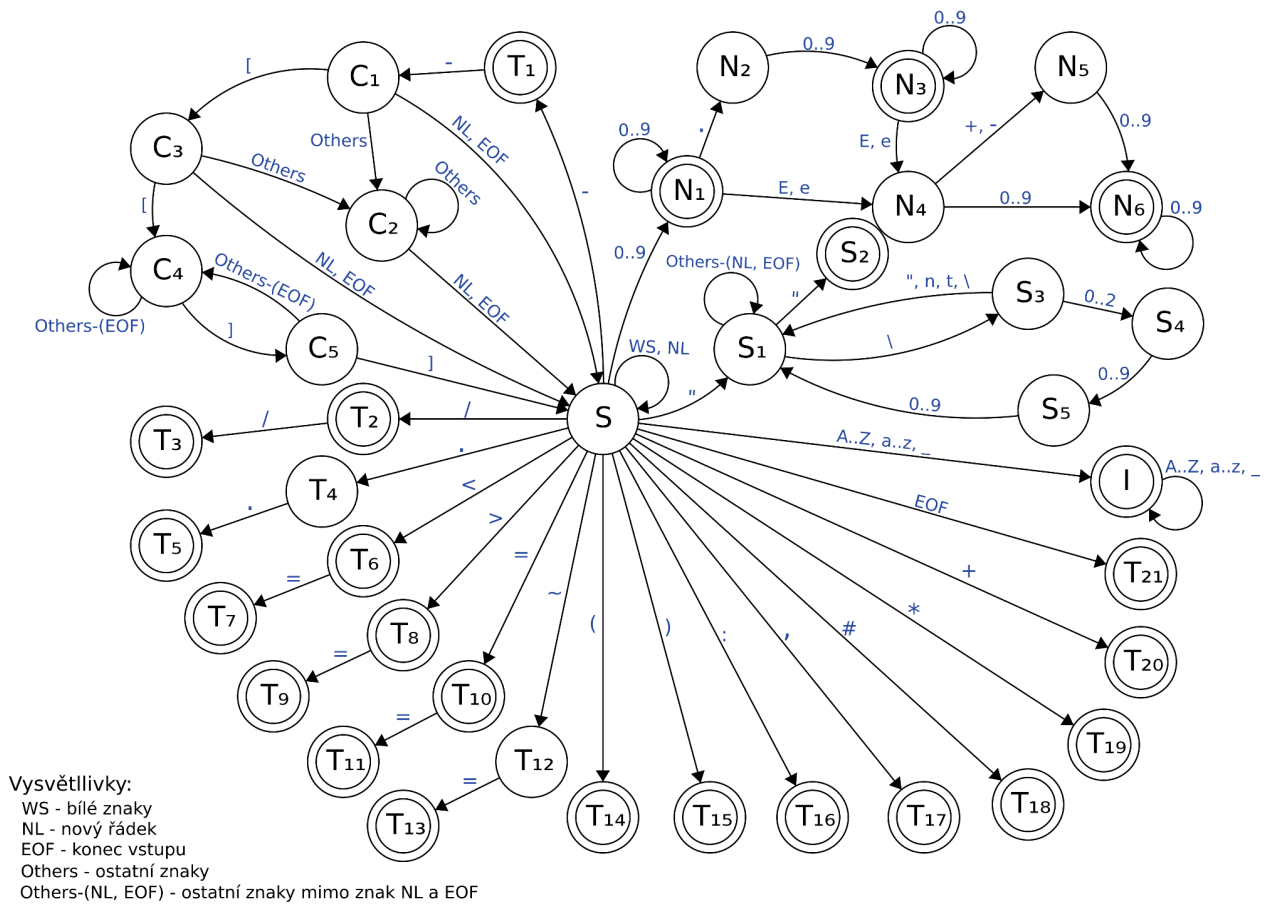 0..9
[
-
C₁
T₁
N₂
0..9
N₃
N₅
NL, EOF
0..9
.
+, -
0..9
Others
E, e
C₃
Others
Others
-
N₁
E, e
N₄
0..9
N₆
0..9
[
C₂
0..9
S₂
C₄
Others-(EOF)
NL, EOF
NL, EOF
Others-(NL, EOF)
"
", n, t, \
S₃
0..2
S₄
Others-(EOF)
]
C₅
]
WS, NL
S₁
\
0..9
"
0..9
S₅
T₃
/
T₂
/
S
A..Z, a..z, _
A..Z, a..z, _
I
.
T₄
<
>
EOF
.
T₅
T₆
=
~
+
T₂₁
=
T₇
T₈
(
)
:
,
#
*
T₂₀
=
T₉
T₁₀
=
T₁₁
T₁₂
T₁₉
=
T₁₃
T₁₄
T₁₅
T₁₆
T₁₇
T₁₈
Vysvětllivky:
WS - bílé znaky
NL - nový řádek
EOF - konec vstupu
Others - ostatní znaky
Others-(NL, EOF) - ostatní znaky mimo znak NL a EOF